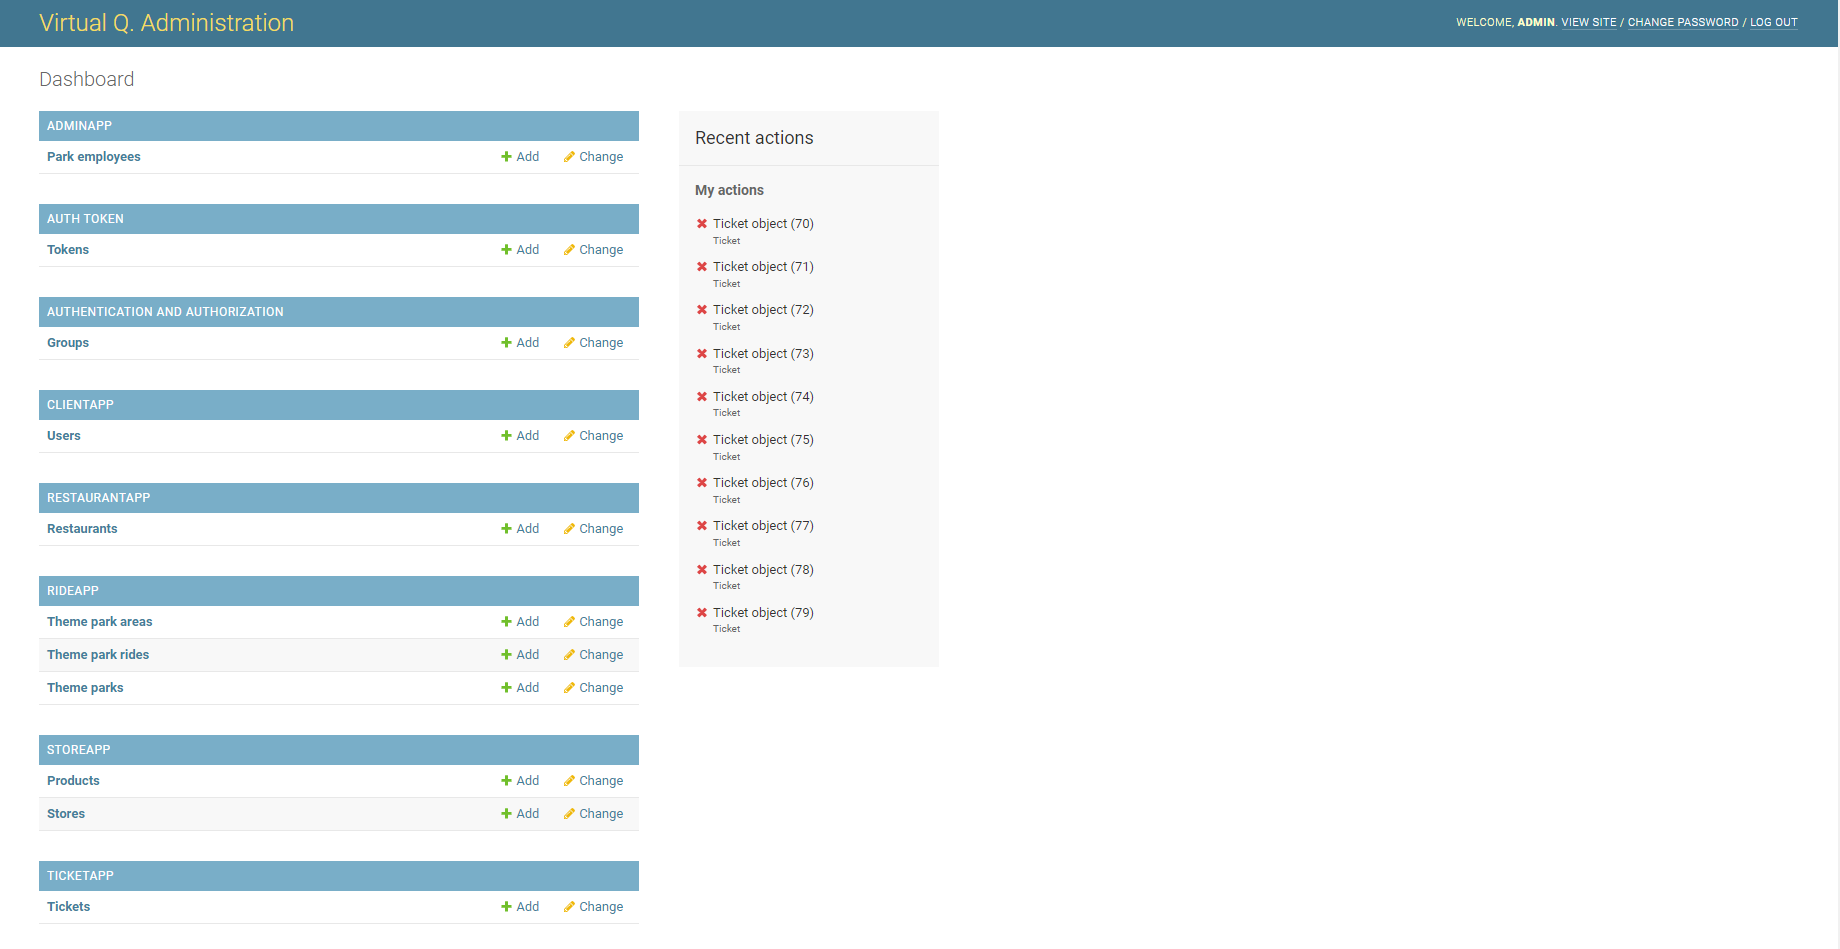 Virtual Q. Administration
WELCOME, ADMIN. VIEW SITE / CHANGE PASSWORD / LOG OUT
Dashboard
ADMINAPP
Park employees Add Change
AUTH TOKEN
Tokens Add Change
AUTHENTICATION AND AUTHORIZATION
Groups Add Change
CLIENTAPP
Users Add Change
RESTAURANTAPP
Restaurants Add Change
RIDEAPP
Theme park areas Add Change
Theme park rides Add Change
Theme parks Add Change
STOREAPP
Products Add Change
Stores Add Change
TICKETAPP
Tickets Add Change
Recent actions
My actions
Ticket object (70)
Ticket
Ticket object (71)
Ticket
Ticket object (72)
Ticket
Ticket object (73)
Ticket
Ticket object (74)
Ticket
Ticket object (75)
Ticket
Ticket object (76)
Ticket
Ticket object (77)
Ticket
Ticket object (78)
Ticket
Ticket object (79)
Ticket